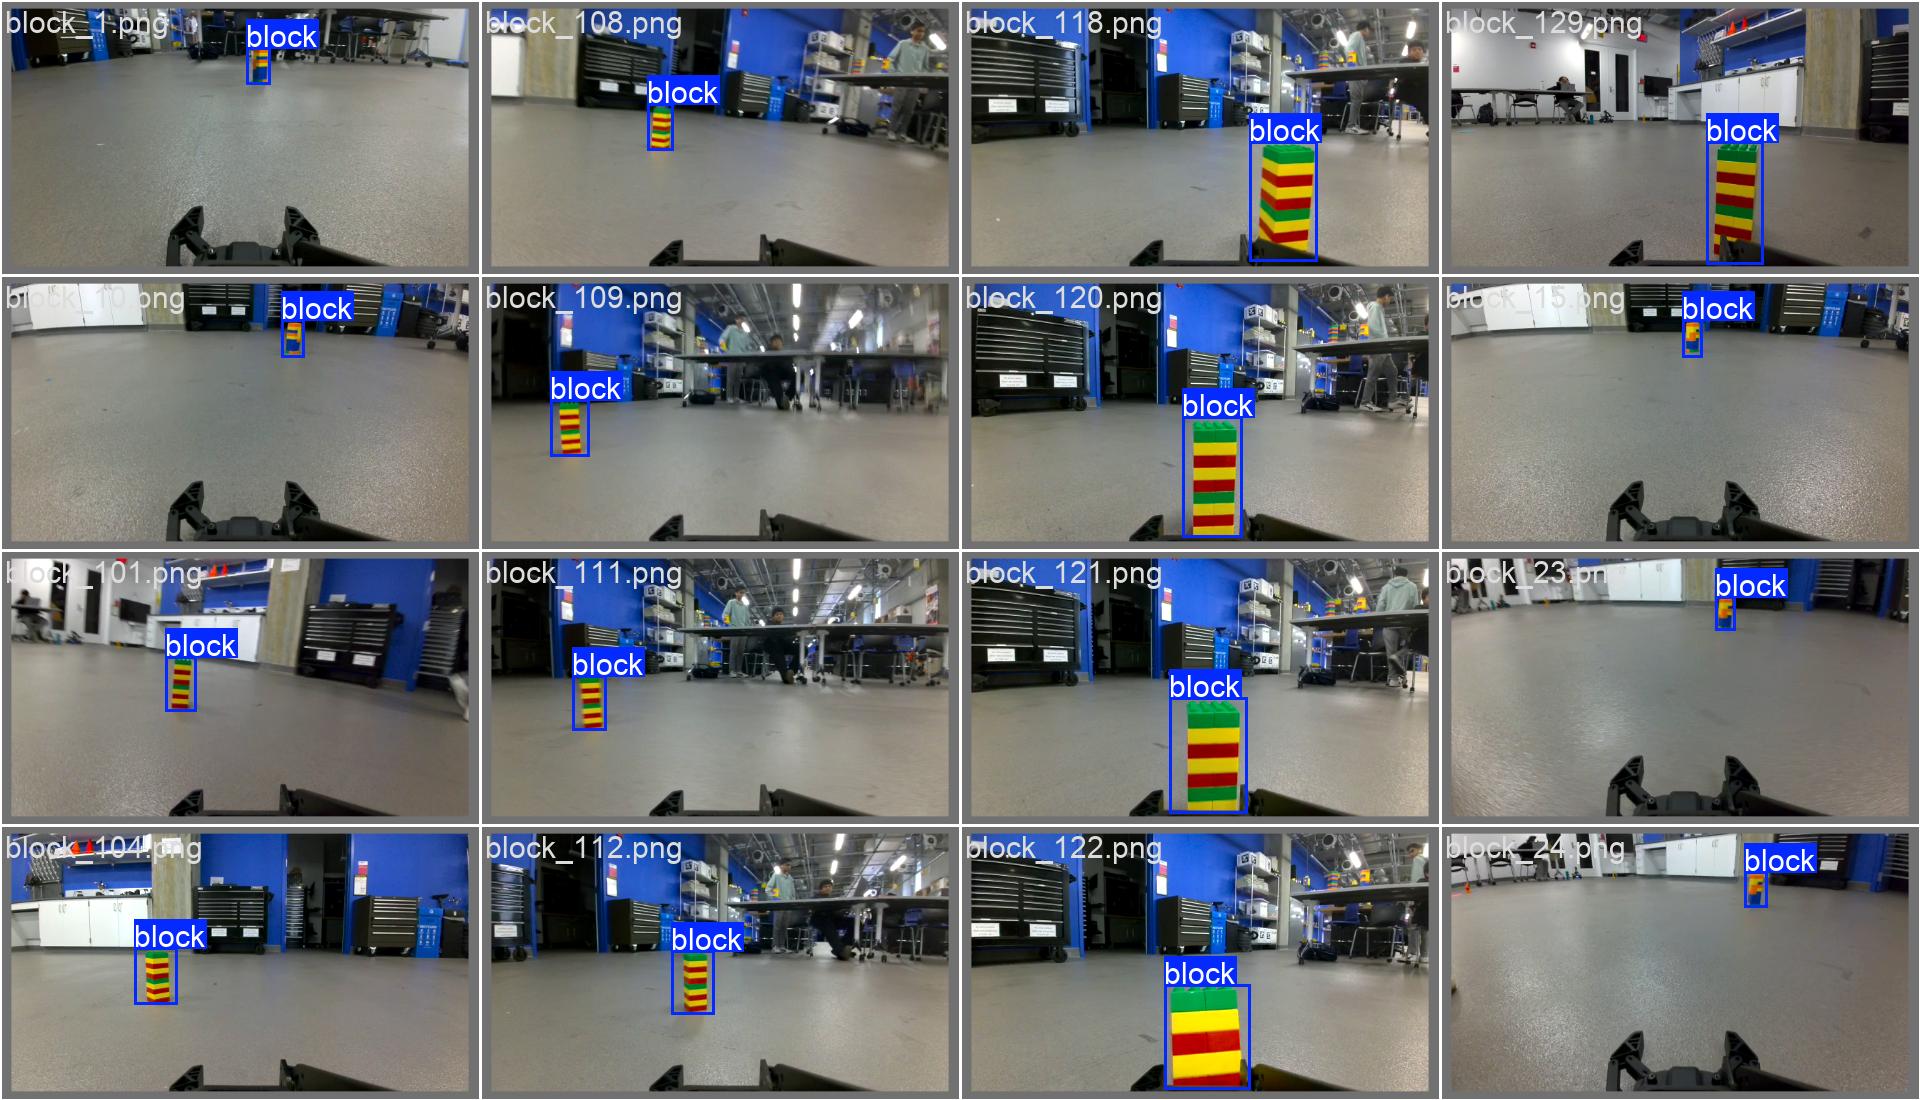 block_1.png
block
block_108.png
block
block_118.png
block
block_129.png
block
block_10.png
block
block_109.png
block
block_120.png
block
block_15.png
block
block_101.png
block
block_111.png
block
block_121.png
block
block_23.pn
block
block_104.png
block
block_112.png
block
block_122.png
block
block_24.png
block